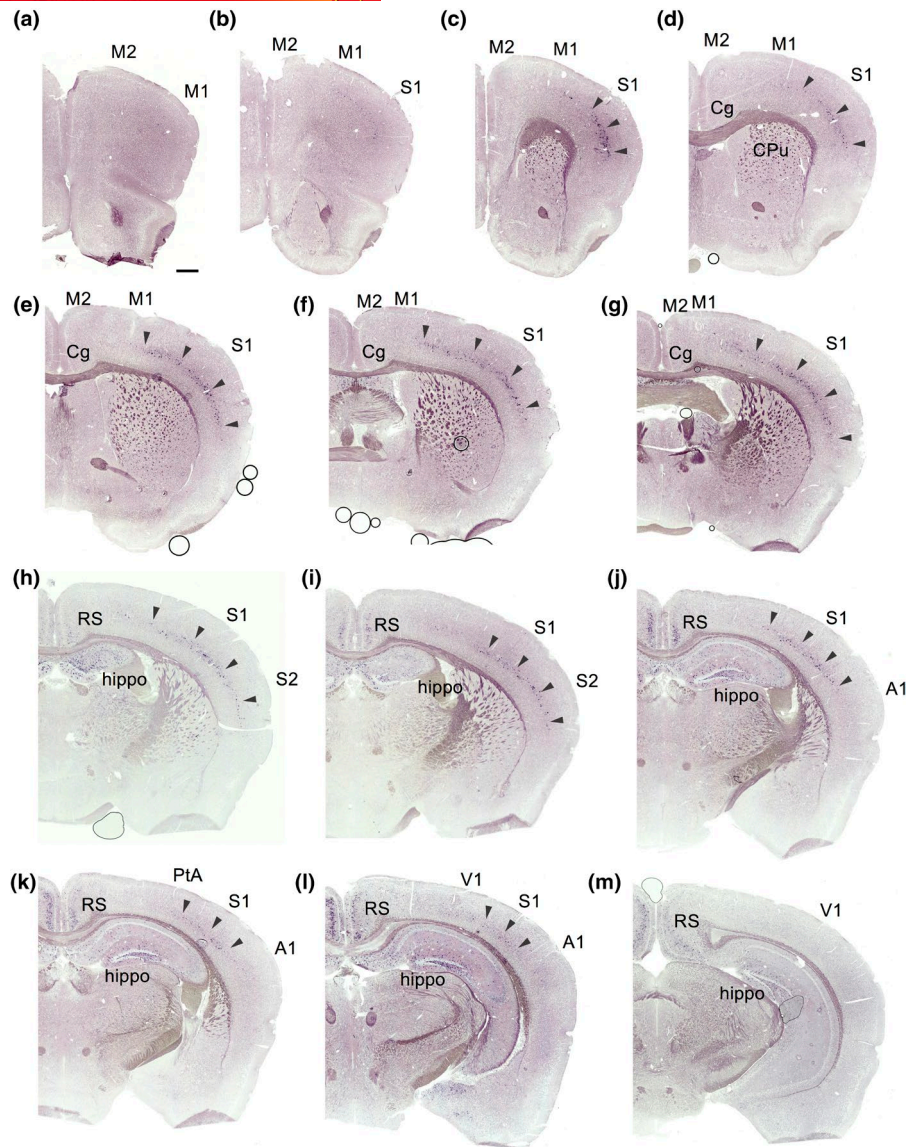 (a)
M2
M1
(b)
M2
M1
S1
(c)
M2
M1
S1
(d)
M2
M1
S1
Cg
CPu
(e)
M2
M1
S1
Cg
(f)
M2
M1
S1
Cg
(g)
M2
M1
S1
Cg
(h)
RS
S1
S2
hippo
(i)
RS
S1
S2
hippo
(j)
RS
S1
A1
hippo
(k)
PtA
RS
S1
A1
hippo
(l)
V1
RS
S1
A1
hippo
(m)
V1
RS
hippo